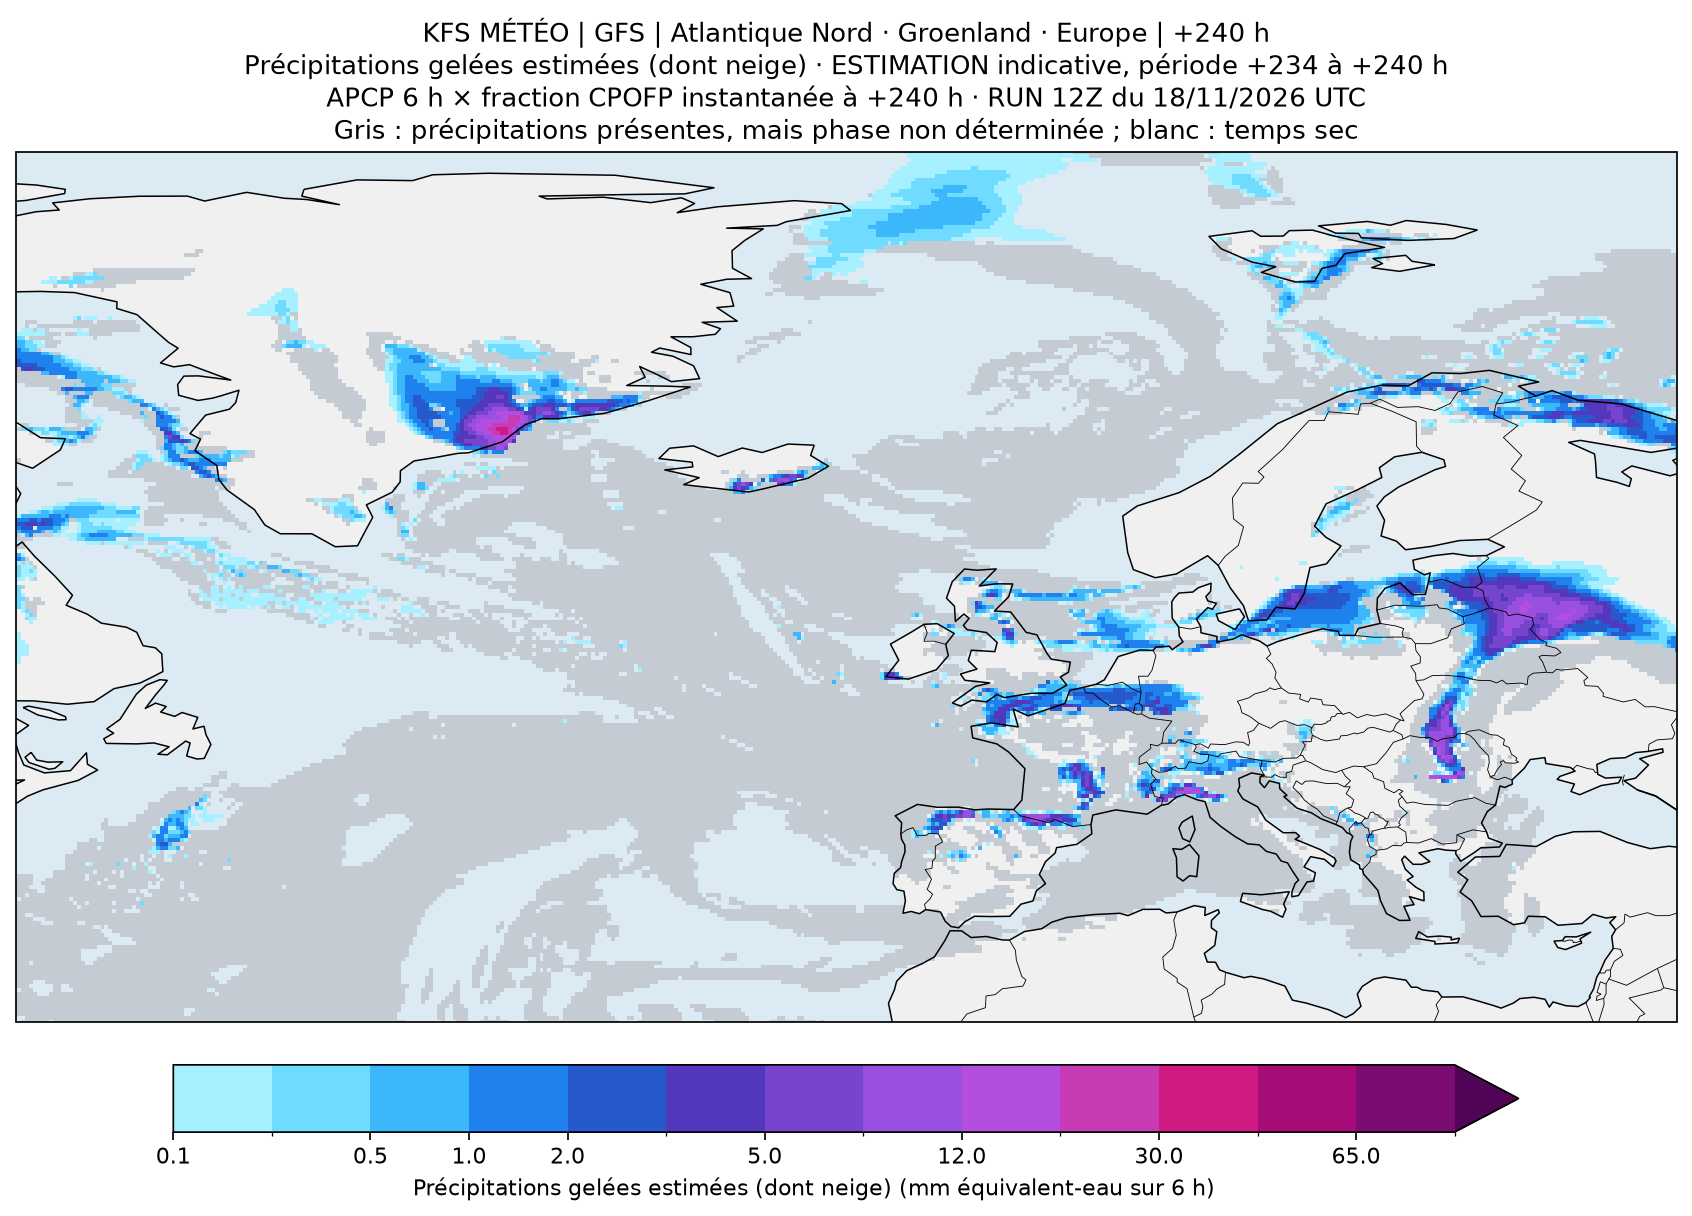 KFS MÉTÉO | GFS | Atlantique Nord · Groenland · Europe | +240 h
Précipitations gelées estimées (dont neige) · ESTIMATION indicative, période +234 à +240 h
APCP 6 h × fraction CPOFP instantanée à +240 h · RUN 12Z du 18/11/2026 UTC
Gris : précipitations présentes, mais phase non déterminée ; blanc : temps sec
0.1 0.5 1.0 2.0 5.0 12.0 30.0 65.0
Précipitations gelées estimées (dont neige) (mm équivalent-eau sur 6 h)